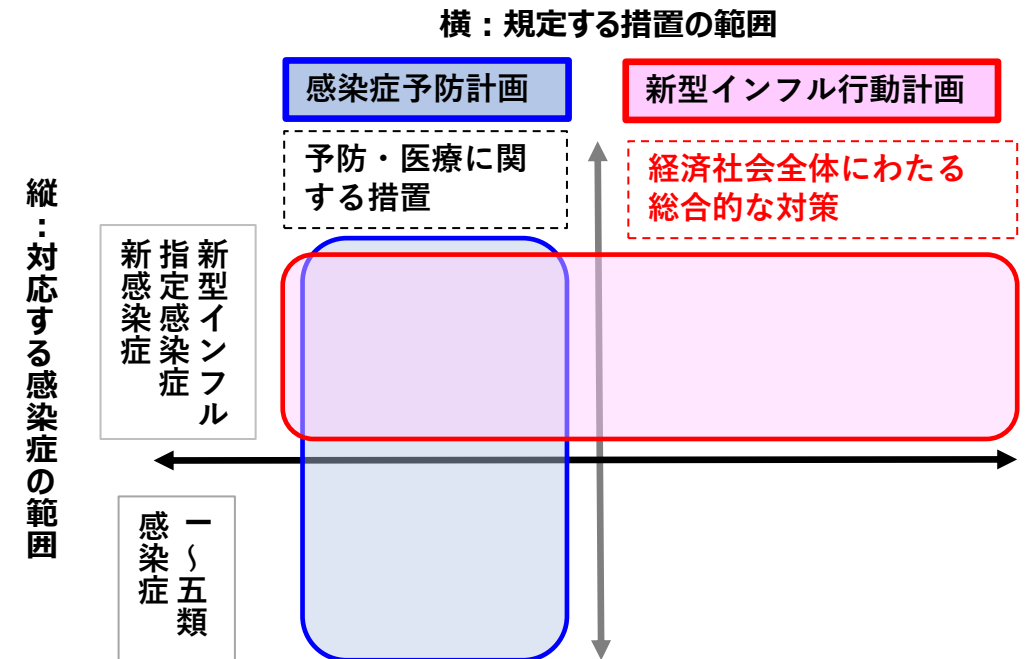 横：規定する措置の範囲
感染症予防計画
新型インフル行動計画
予防・医療に関
する措置
経済社会全体にわたる
総合的な対策
縦：対応する感染症の範囲
新型インフル
指定感染症
新感染症
一～五類
感染症